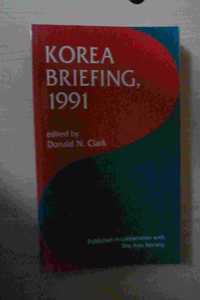 KOREA
BRIEFING,
1991
edited by
Donald N. Clark
Published in cooperation with
The Asia Society